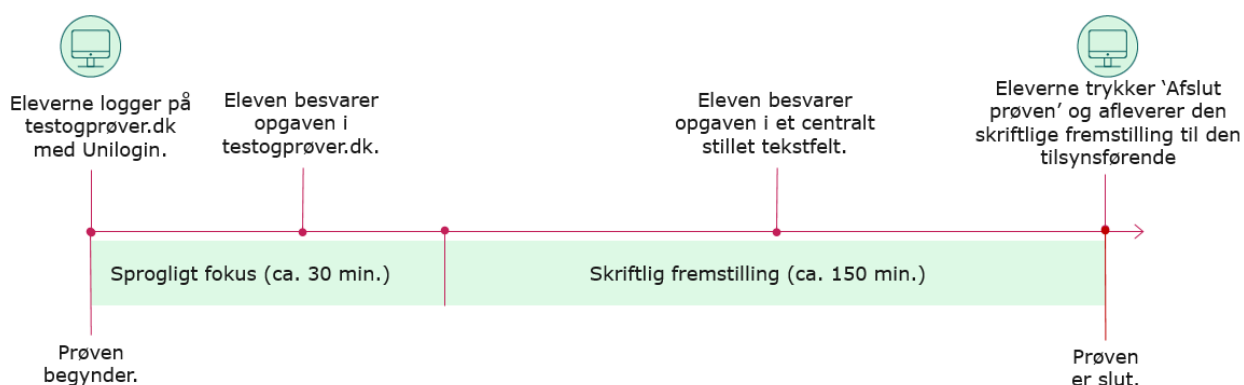 Eleverne logger på
testogprøver.dk
med Unilogin.
Eleven besvarer
opgaven i
testogprøver.dk.
Eleven besvarer
opgaven i et centralt
stillet tekstfelt.
Eleverne trykker ‘Afslut
prøven’ og afleverer den
skriftlige fremstilling til den
tilsynsførende
Sprogligt fokus (ca. 30 min.)
Skriftlig fremstilling (ca. 150 min.)
Prøven
begynder.
Prøven
er slut.